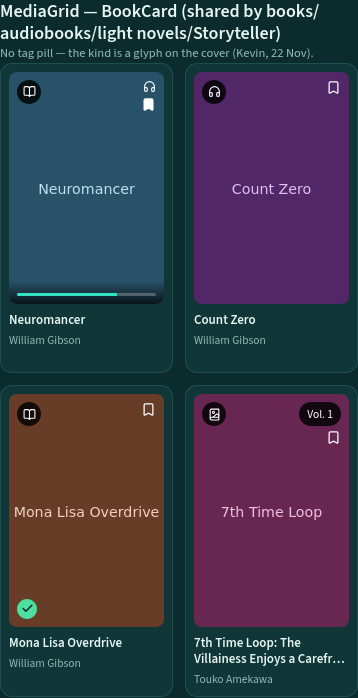 MediaGrid — BookCard (shared by books/
audiobooks/light novels/Storyteller)
No tag pill — the kind is a glyph on the cover (Kevin, 22 Nov).
Neuromancer
Neuromancer
William Gibson
Count Zero
Count Zero
William Gibson
Mona Lisa Overdrive
Mona Lisa Overdrive
William Gibson
Vol. 1
7th Time Loop
7th Time Loop: The
Villainess Enjoys a Carefr…
Touko Amekawa